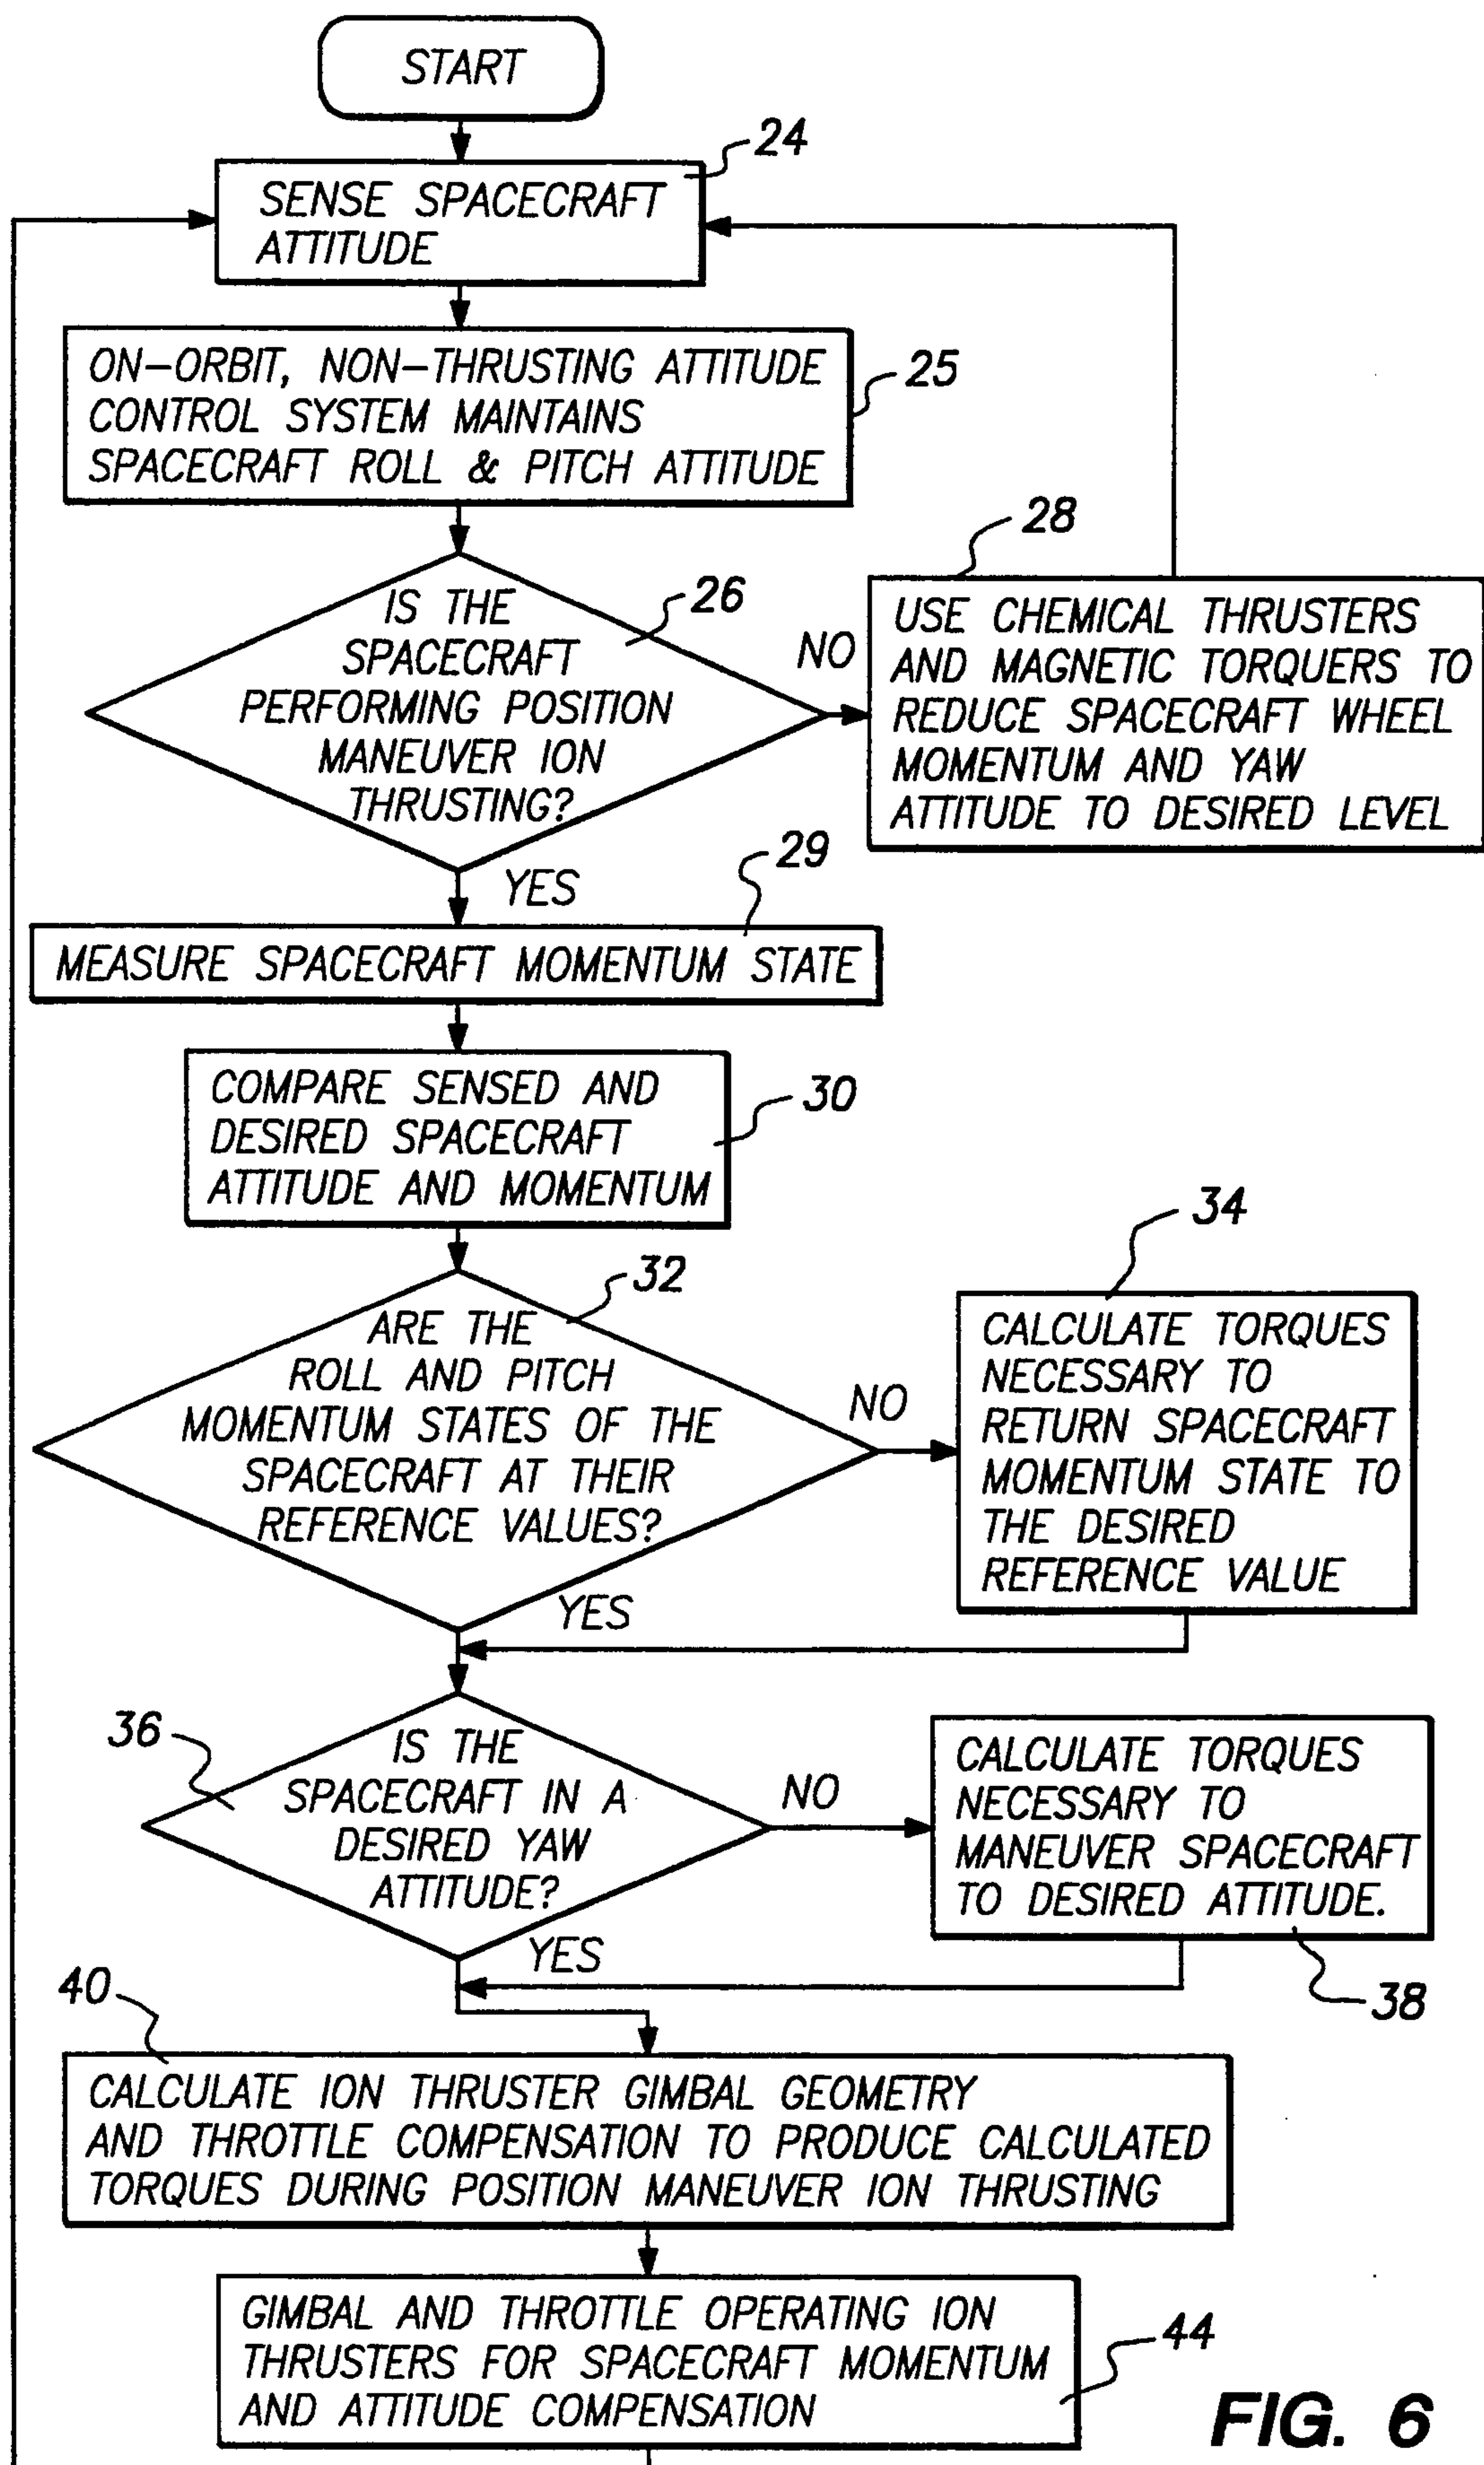 START
24
SENSE SPACECRAFT
ATTITUDE
ON-ORBIT, NON-THRUSTING ATTITUDE
CONTROL SYSTEM MAINTAINS
SPACECRAFT ROLL & PITCH ATTITUDE
25
IS THE
SPACECRAFT
PERFORMING POSITION
MANEUVER ION
THRUSTING?
26
NO
28
USE CHEMICAL THRUSTERS
AND MAGNETIC TORQUERS TO
REDUCE SPACECRAFT WHEEL
MOMENTUM AND YAW
ATTITUDE TO DESIRED LEVEL
YES
29
MEASURE SPACECRAFT MOMENTUM STATE
COMPARE SENSED AND
DESIRED SPACECRAFT
ATTITUDE AND MOMENTUM
30
32
ARE THE
ROLL AND PITCH
MOMENTUM STATES OF THE
SPACECRAFT AT THEIR
REFERENCE VALUES?
NO
34
CALCULATE TORQUES
NECESSARY TO
RETURN SPACECRAFT
MOMENTUM STATE TO
THE DESIRED
REFERENCE VALUE
YES
36
IS THE
SPACECRAFT IN A
DESIRED YAW
ATTITUDE?
NO
CALCULATE TORQUES
NECESSARY TO
MANEUVER SPACECRAFT
TO DESIRED ATTITUDE.
38
YES
40
CALCULATE ION THRUSTER GIMBAL GEOMETRY
AND THROTTLE COMPENSATION TO PRODUCE CALCULATED
TORQUES DURING POSITION MANEUVER ION THRUSTING
GIMBAL AND THROTTLE OPERATING ION
THRUSTERS FOR SPACECRAFT MOMENTUM
AND ATTITUDE COMPENSATION
44
FIG. 6